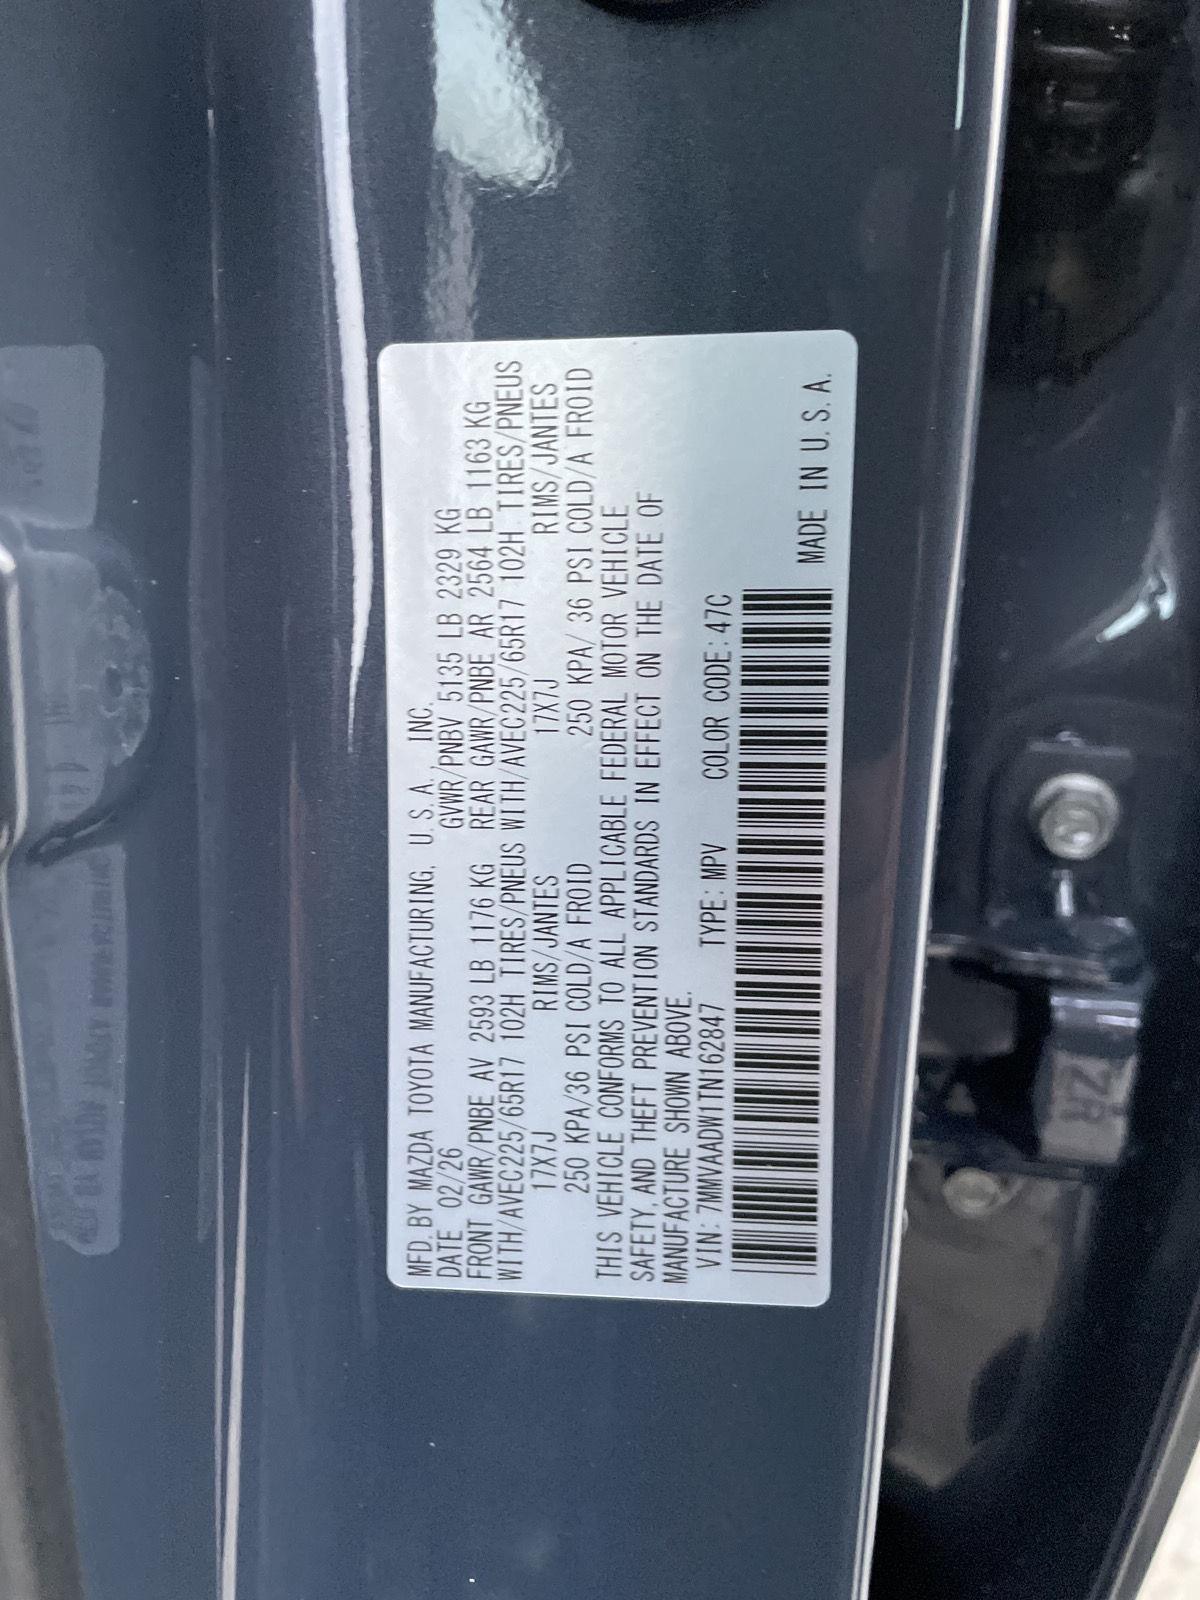 MFD. BY MAZDA TOYOTA MANUFACTURING, U.S.A., INC.
DATE 02/26 GVWR/PNBV 5135 LB 2329 KG
FRONT GAWR/PNBE AV 2593 LB 1176 KG REAR GAWR/PNBE AR 2564 LB 1163 KG
WITH/AVEC225/65R17 102H TIRES/PNEUS WITH/AVEC225/65R17 102H TIRES/PNEUS
17X7J RIMS/JANTES 17X7J RIMS/JANTES
250 KPA/36 PSI COLD/A FROID 250 KPA/ 36 PSI COLD/A FROID
THIS VEHICLE CONFORMS TO ALL APPLICABLE FEDERAL MOTOR VEHICLE
SAFETY, AND THEFT PREVENTION STANDARDS IN EFFECT ON THE DATE OF
MANUFACTURE SHOWN ABOVE.
VIN: 7MMVAADW1TN162847 TYPE: MPV COLOR CODE: 47C
MADE IN U.S.A.
ZR